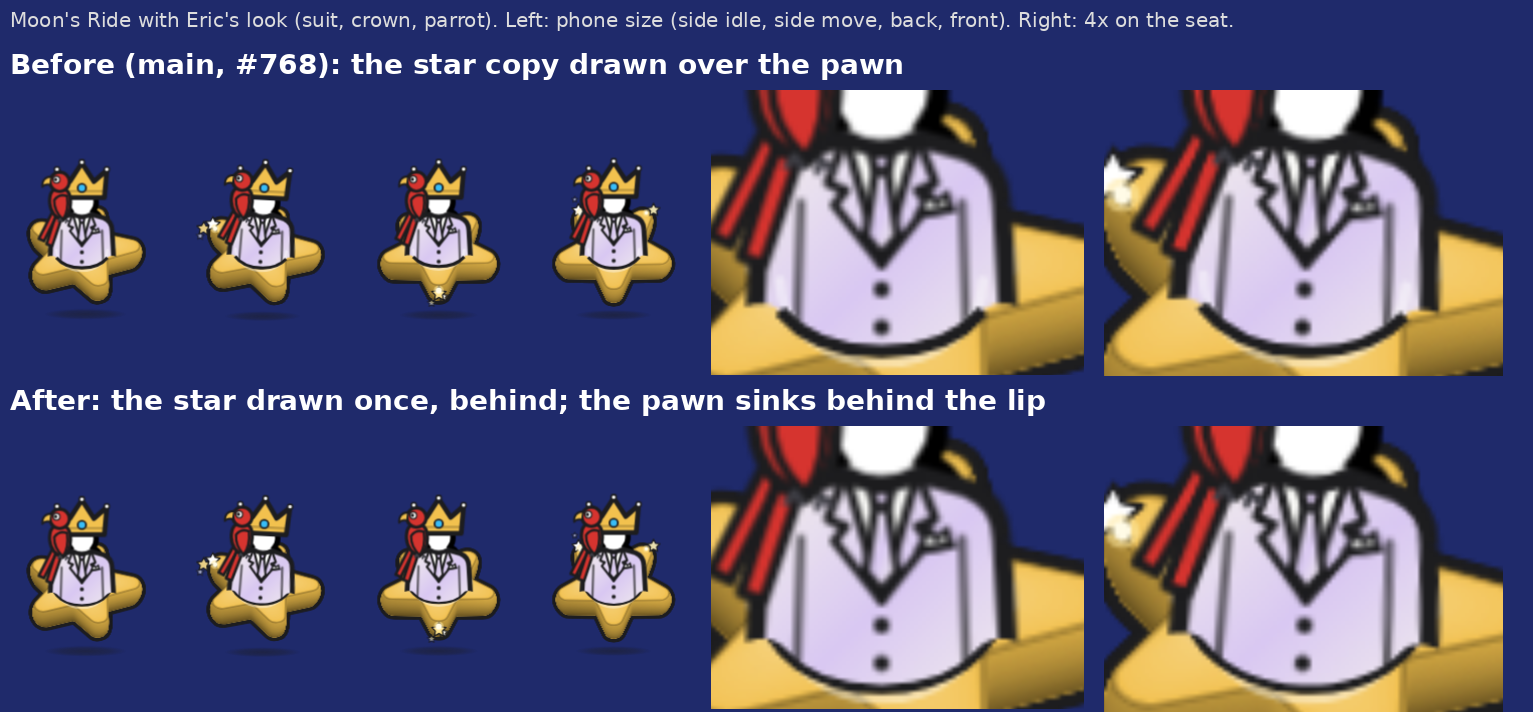 Moon's Ride with Eric's look (suit, crown, parrot). Left: phone size (side idle, side move, back, front). Right: 4x on the seat.
Before (main, #768): the star copy drawn over the pawn
After: the star drawn once, behind; the pawn sinks behind the lip